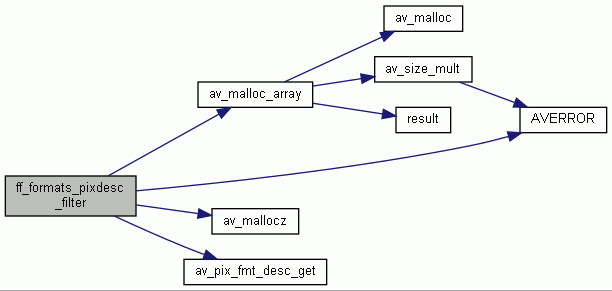 av_malloc
av_size_mult
av_malloc_array
result
AVERROR
ff_formats_pixdesc
_filter
av_mallocz
av_pix_fmt_desc_get